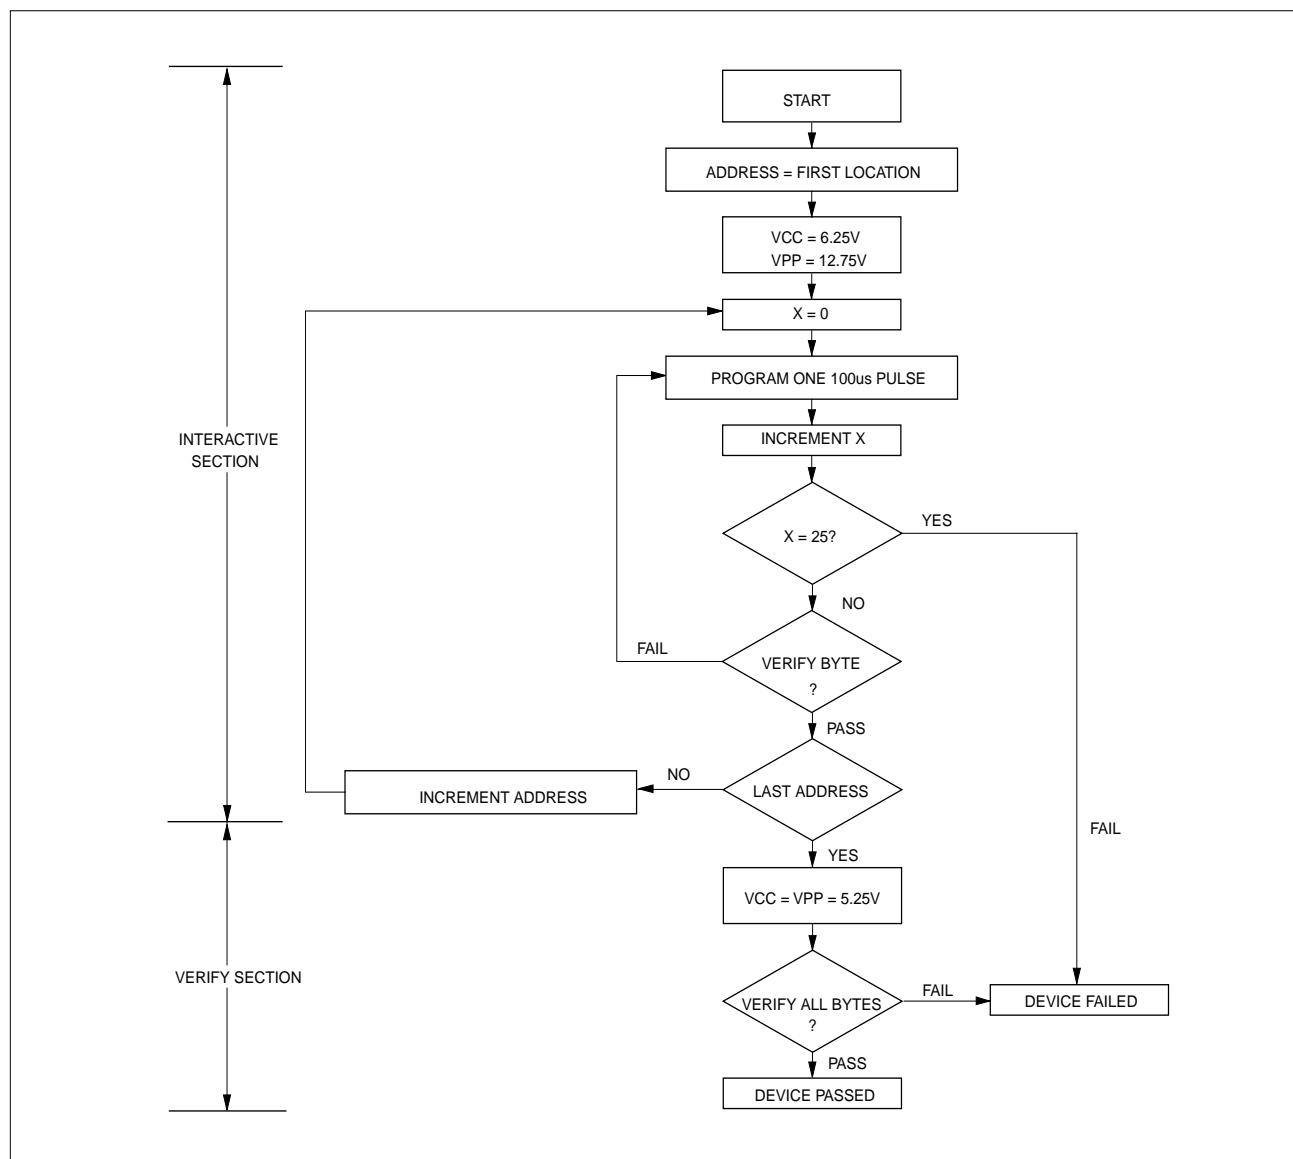 START
ADDRESS = FIRST LOCATION
VCC = 6.25V
VPP = 12.75V
X = 0
PROGRAM ONE 100us PULSE
INTERACTIVE
SECTION
INCREMENT X
X = 25?
YES
NO
FAIL
VERIFY BYTE
?
PASS
NO
LAST ADDRESS
INCREMENT ADDRESS
FAIL
YES
VCC = VPP = 5.25V
VERIFY SECTION
VERIFY ALL BYTES
?
FAIL
DEVICE FAILED
PASS
DEVICE PASSED